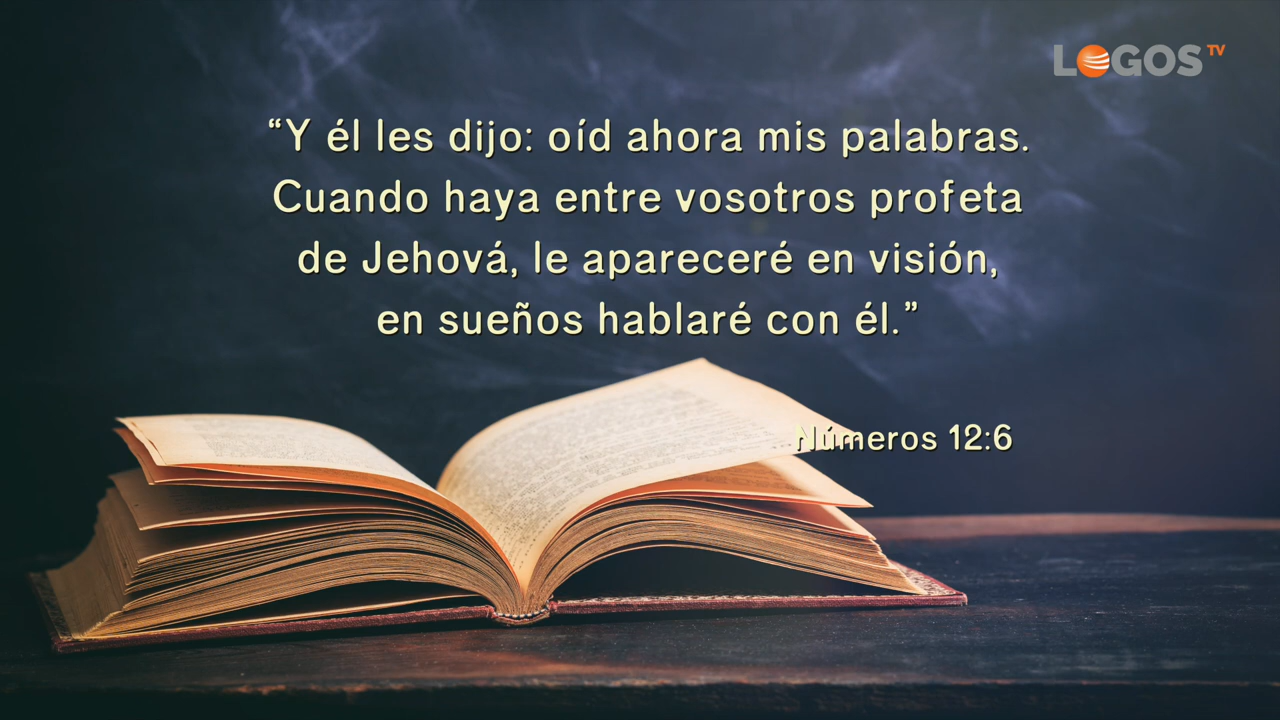 LOGOS TV
“Y él les dijo: oíd ahora mis palabras.
Cuando haya entre vosotros profeta
de Jehová, le apareceré en visión,
en sueños hablaré con él.”
Números 12:6